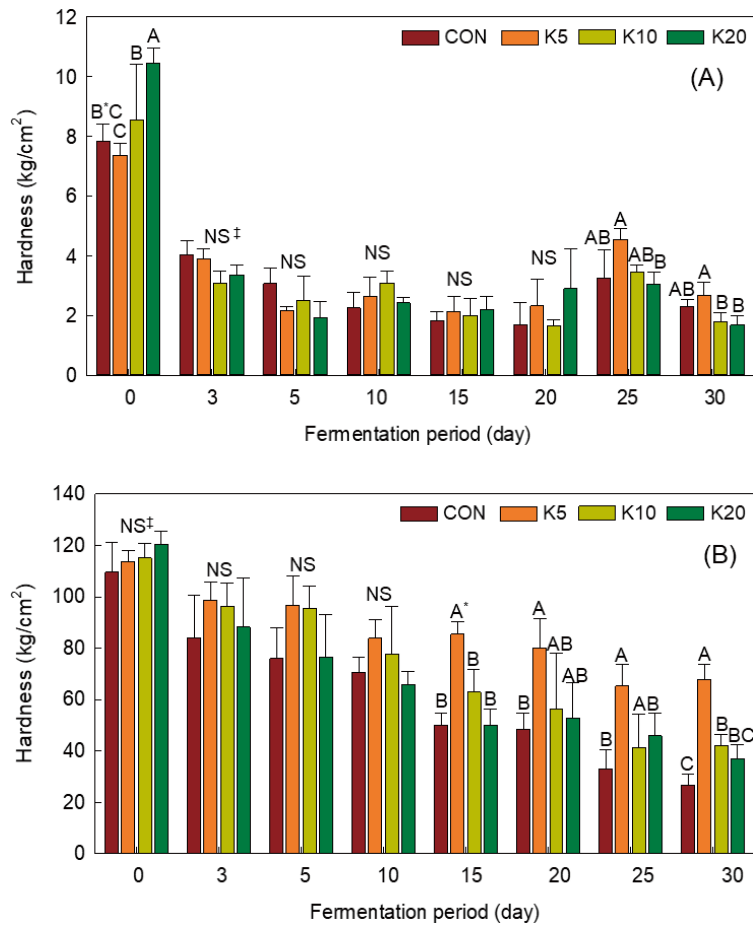 12
10
8
6
4
2
0
Hardness (kg/cm²)
CON K5 K10 K20
(A)
B*C C B A
NS‡
NS
NS
NS
NS
AB A AB B
AB A B B
0 3 5 10 15 20 25 30
Fermentation period (day)
140
120
100
80
60
40
20
0
Hardness (kg/cm²)
CON K5 K10 K20
(B)
NS‡
NS
NS
NS
B A* B B
B A AB AB
B A AB
C A B BC
0 3 5 10 15 20 25 30
Fermentation period (day)